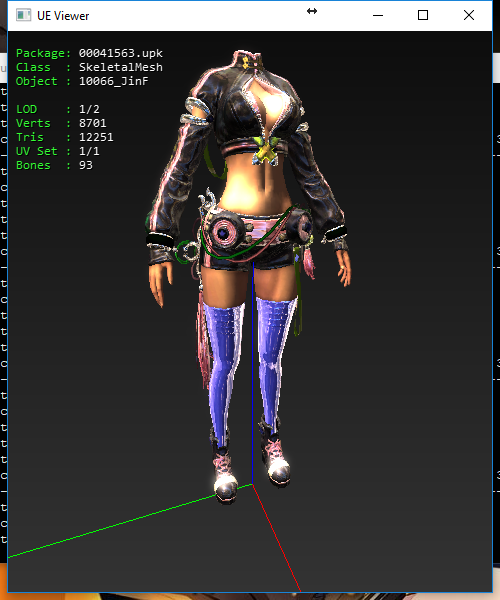 UE Viewer
Package: 00041563.upk
Class : SkeletalMesh
Object : 10066_JinF
LOD : 1/2
Verts : 8701
Tris : 12251
UV Set : 1/1
Bones : 93